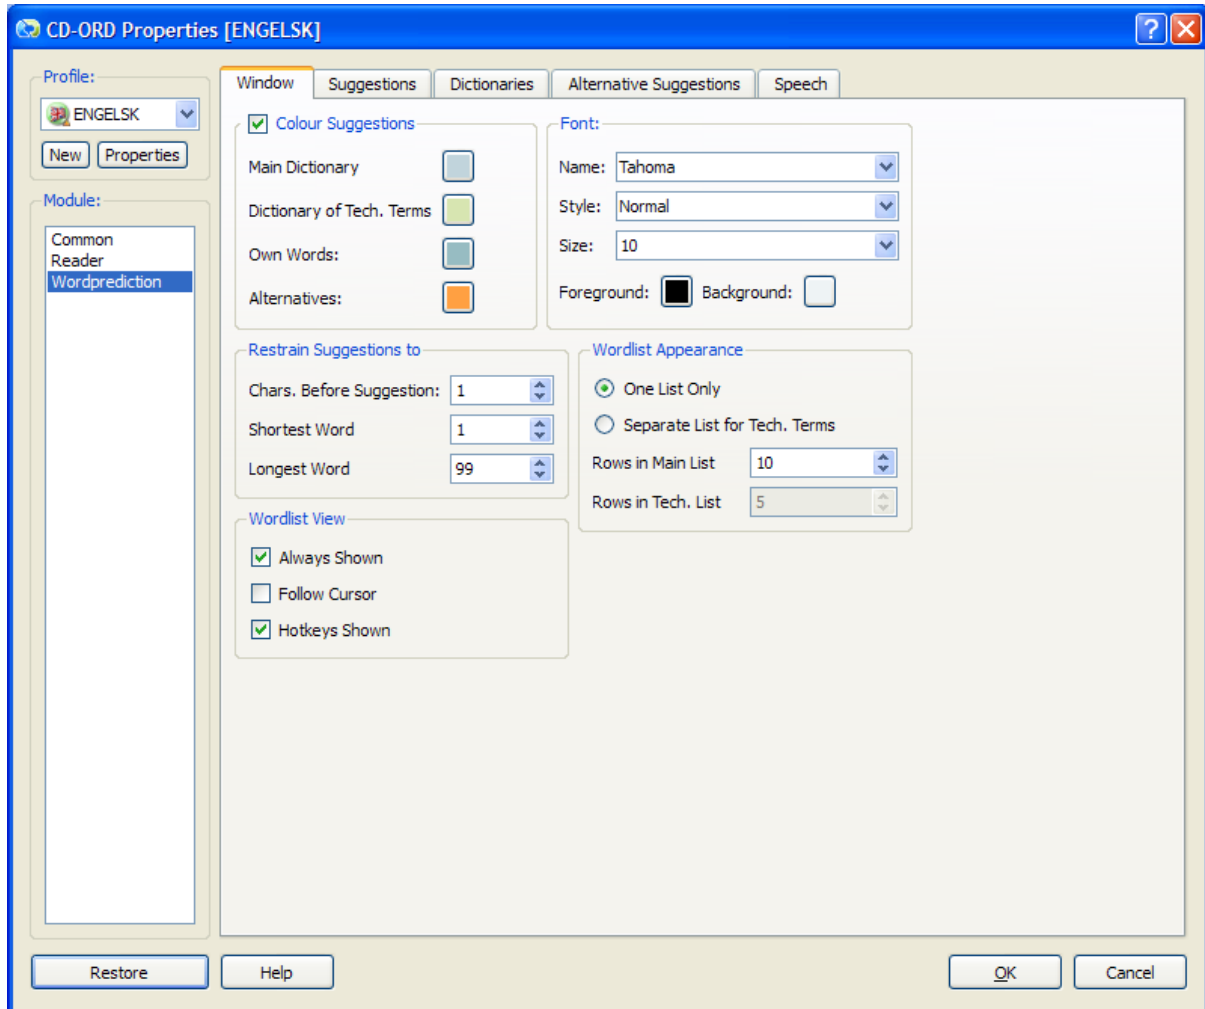 CD-ORD Properties [ENGELSK]
Profile:
ENGELSK
New Properties
Module:
Common
Reader
Wordprediction
Window Suggestions Dictionaries Alternative Suggestions Speech
Colour Suggestions
Main Dictionary
Dictionary of Tech. Terms
Own Words:
Alternatives:
Font:
Name: Tahoma
Style: Normal
Size: 10
Foreground: Background:
Restrain Suggestions to
Chars. Before Suggestion: 1
Shortest Word 1
Longest Word 99
Wordlist Appearance
One List Only
Separate List for Tech. Terms
Rows in Main List 10
Rows in Tech. List 5
Wordlist View
Always Shown
Follow Cursor
Hotkeys Shown
Restore Help OK Cancel